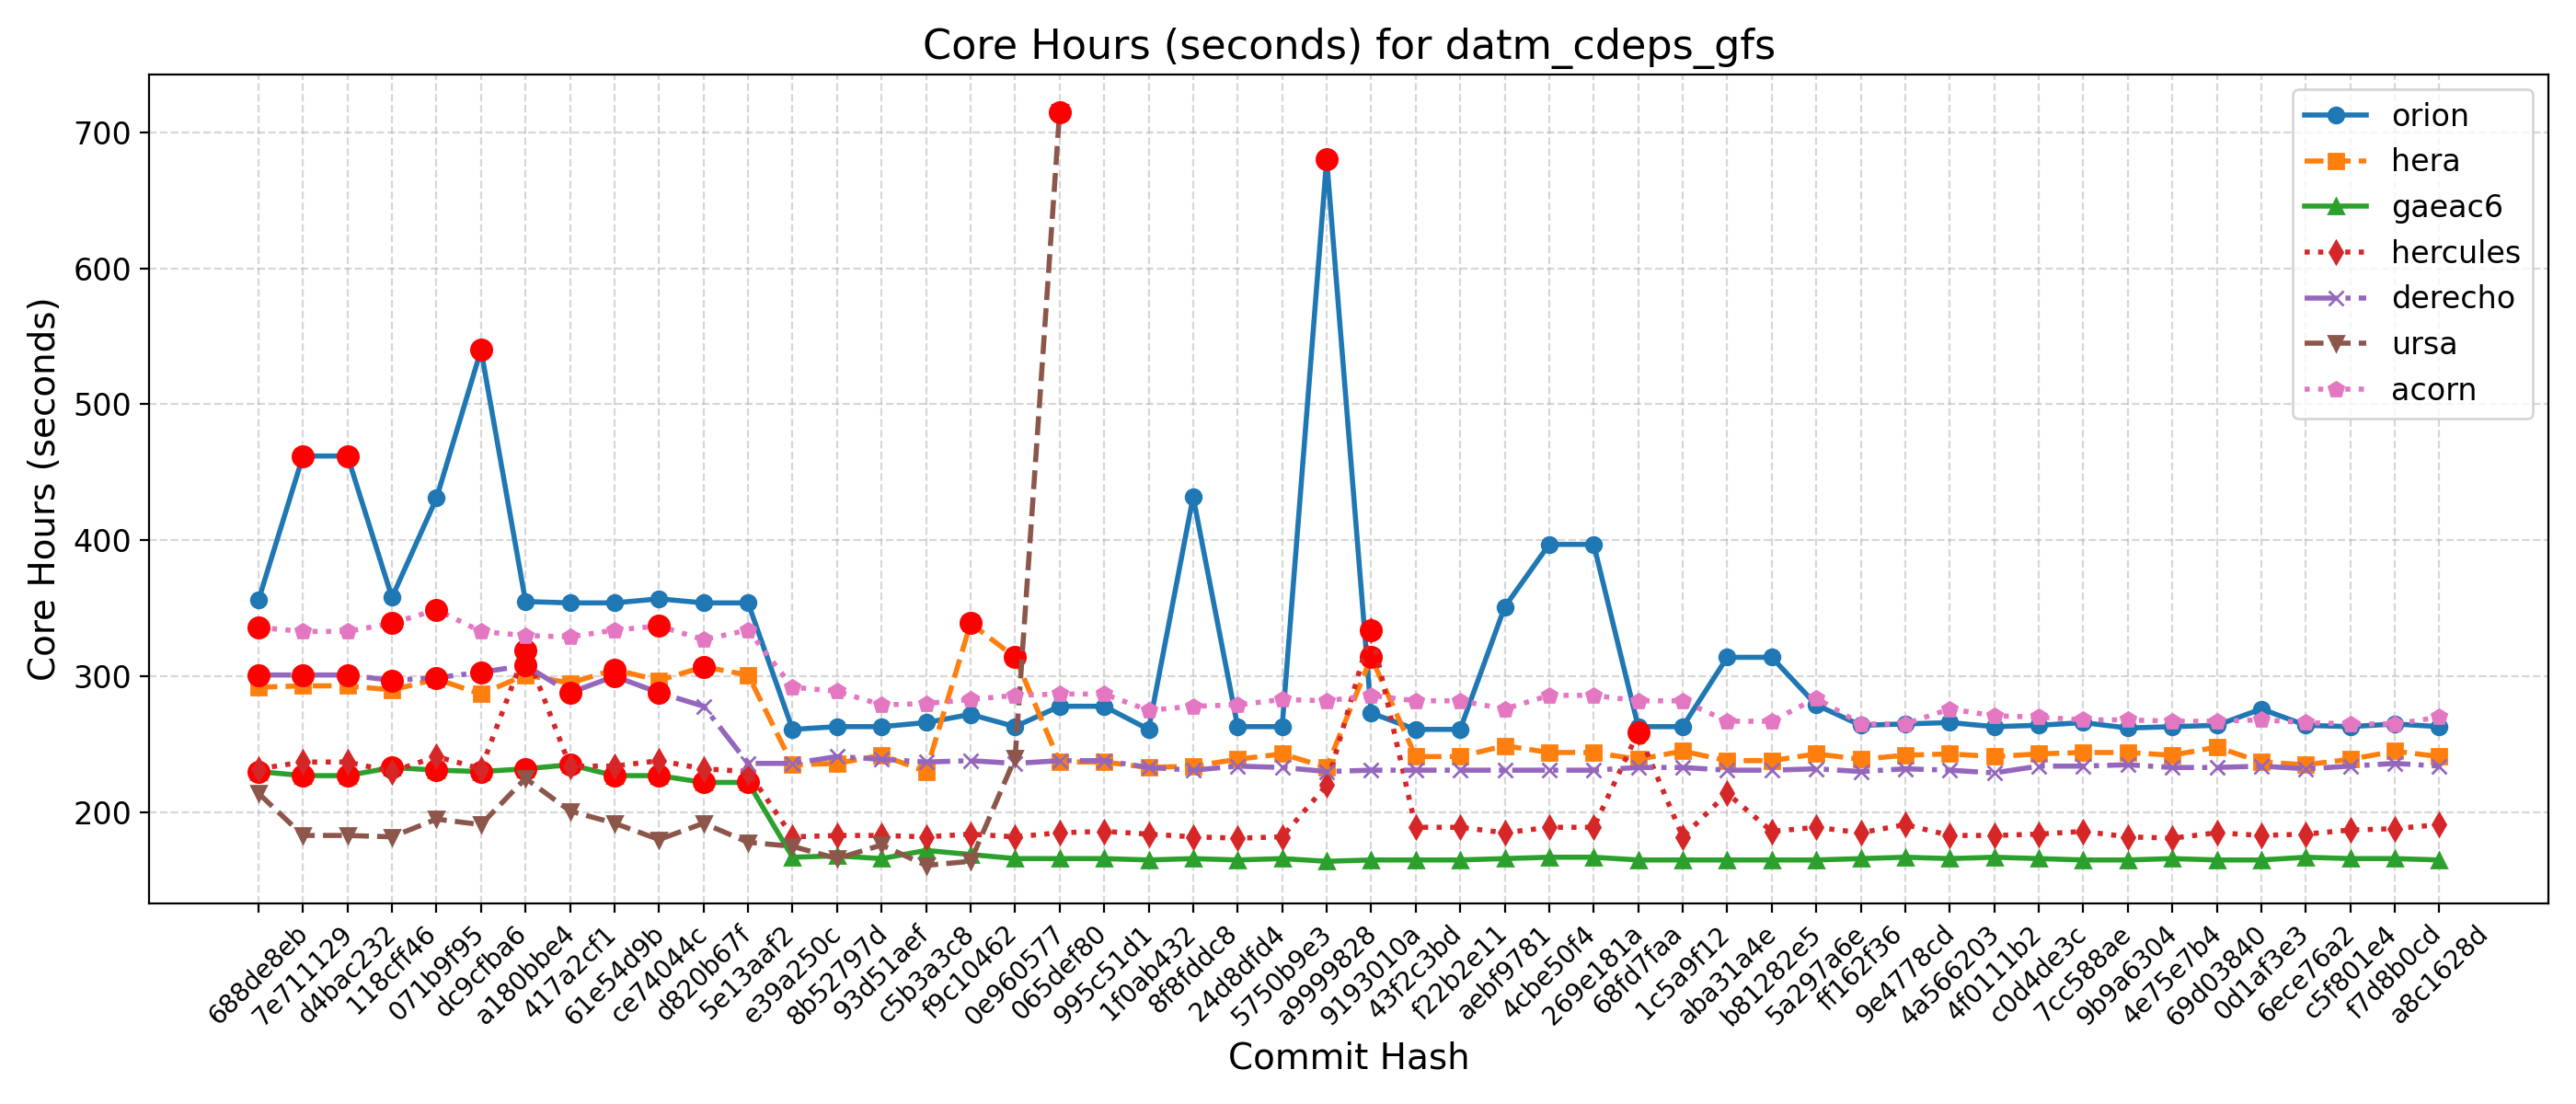 Core Hours (seconds) for datm_cdeps_gfs
Core Hours (seconds)
700
600
500
400
300
200
orion
hera
gaeac6
hercules
derecho
ursa
acorn
688de8eb
7e711129
d4bac232
118cff46
071b9f95
dc9cfba6
a180bbe4
417a2cf1
61e54d9b
ce74044c
d820b67f
5e13aaf2
e39a250c
8b52797d
93d51aef
c5b3a3c8
f9c10462
0e960577
065def80
995c51d1
1f0ab432
8f8fddc8
24d8dfd4
5750b9e3
a9999828
9193010a
43f2c3bd
f22b2e11
aebf9781
4cbe50f4
269e181a
68fd7faa
1c5a9f12
aba31a4e
b81282e5
5a297a6e
ff162f36
9e4778cd
4a566203
4f0111b2
c0d4de3c
7cc588ae
9b9a6304
4e75e7b4
69d03840
0d1af3e3
6ece76a2
c5f801e4
f7d8b0cd
a8c1628d
Commit Hash